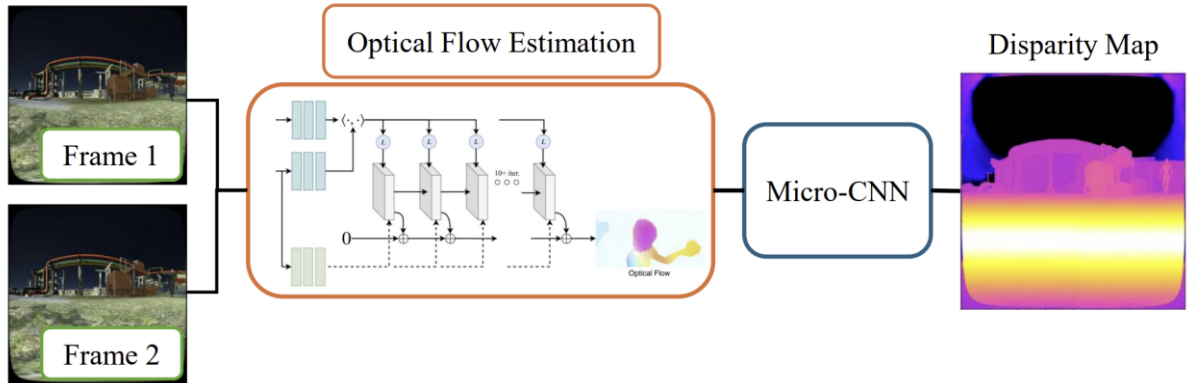 Optical Flow Estimation
Disparity Map
Frame 1
⟨·,·⟩
L
L
L
L
10+ iter.
0
Micro-CNN
Optical Flow
Frame 2